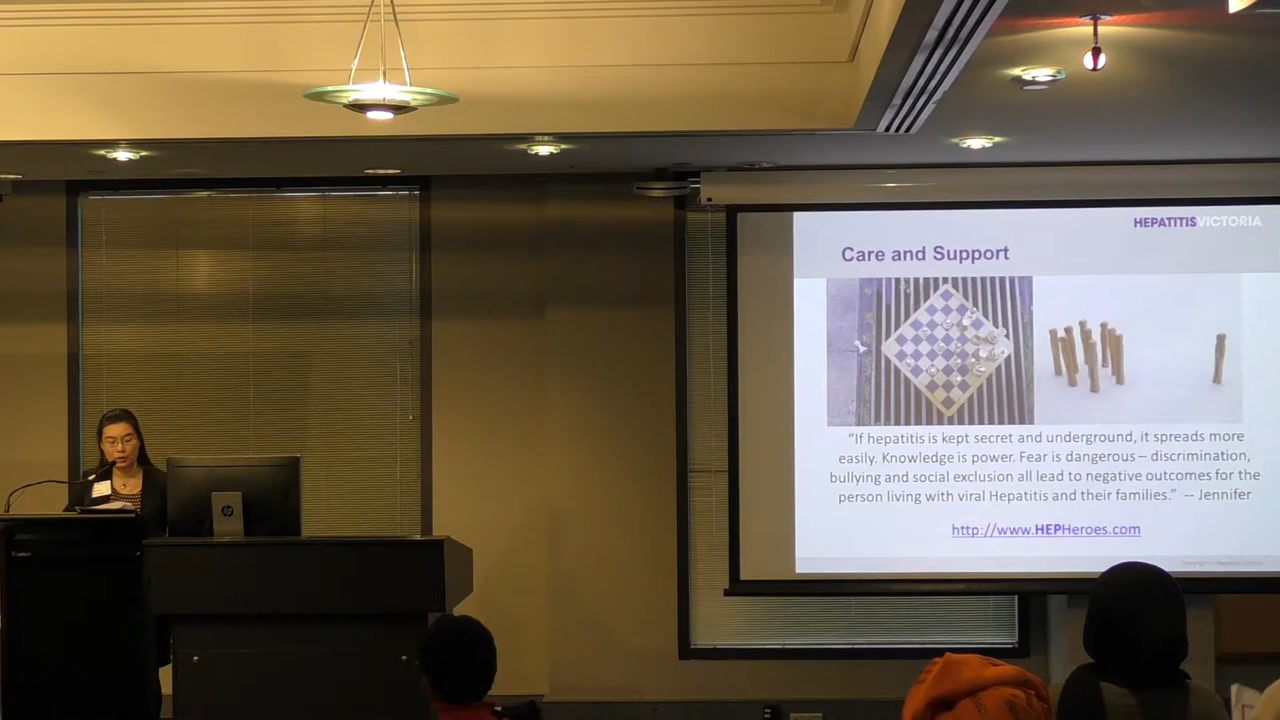 HEPATITISVICTORIA
Care and Support
“If hepatitis is kept secret and underground, it spreads more
easily. Knowledge is power. Fear is dangerous – discrimination,
bullying and social exclusion all lead to negative outcomes for the
person living with viral Hepatitis and their families.” -- Jennifer
http://www.HEPHeroes.com
hp